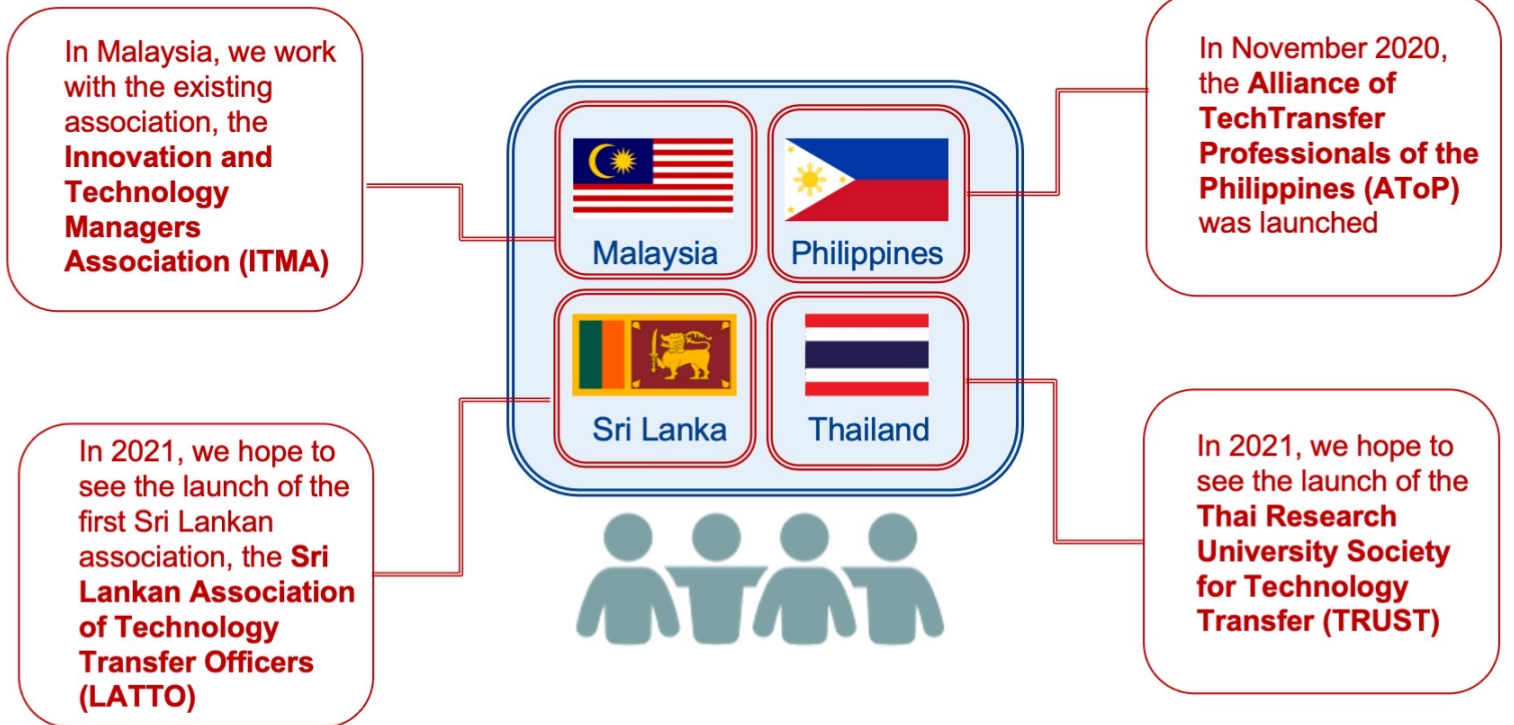 In Malaysia, we work
with the existing
association, the
Innovation and
Technology
Managers
Association (ITMA)
Malaysia
Philippines
In November 2020,
the Alliance of
TechTransfer
Professionals of the
Philippines (AToP)
was launched
In 2021, we hope to
see the launch of the
first Sri Lankan
association, the Sri
Lankan Association
of Technology
Transfer Officers
(LATTO)
Sri Lanka
Thailand
In 2021, we hope to
see the launch of the
Thai Research
University Society
for Technology
Transfer (TRUST)